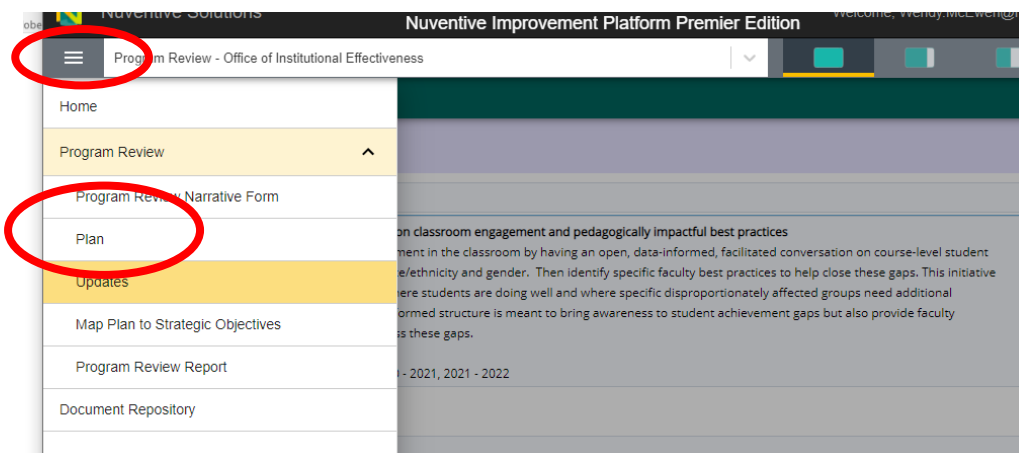 Nuventive Solutions
Nuventive Improvement Platform Premier Edition
Welcome, Wendy.McEwen@
Program Review - Office of Institutional Effectiveness
Home
Program Review
Program Review Narrative Form
Plan
Updates
Map Plan to Strategic Objectives
Program Review Report
Document Repository
on classroom engagement and pedagogically impactful best practices
ment in the classroom by having an open, data-informed, facilitated conversation on course-level student
e/ethnicity and gender. Then identify specific faculty best practices to help close these gaps. This initiative
here students are doing well and where specific disproportionately affected groups need additional
ormed structure is meant to bring awareness to student achievement gaps but also provide faculty
ss these gaps.
- 2021, 2021 - 2022